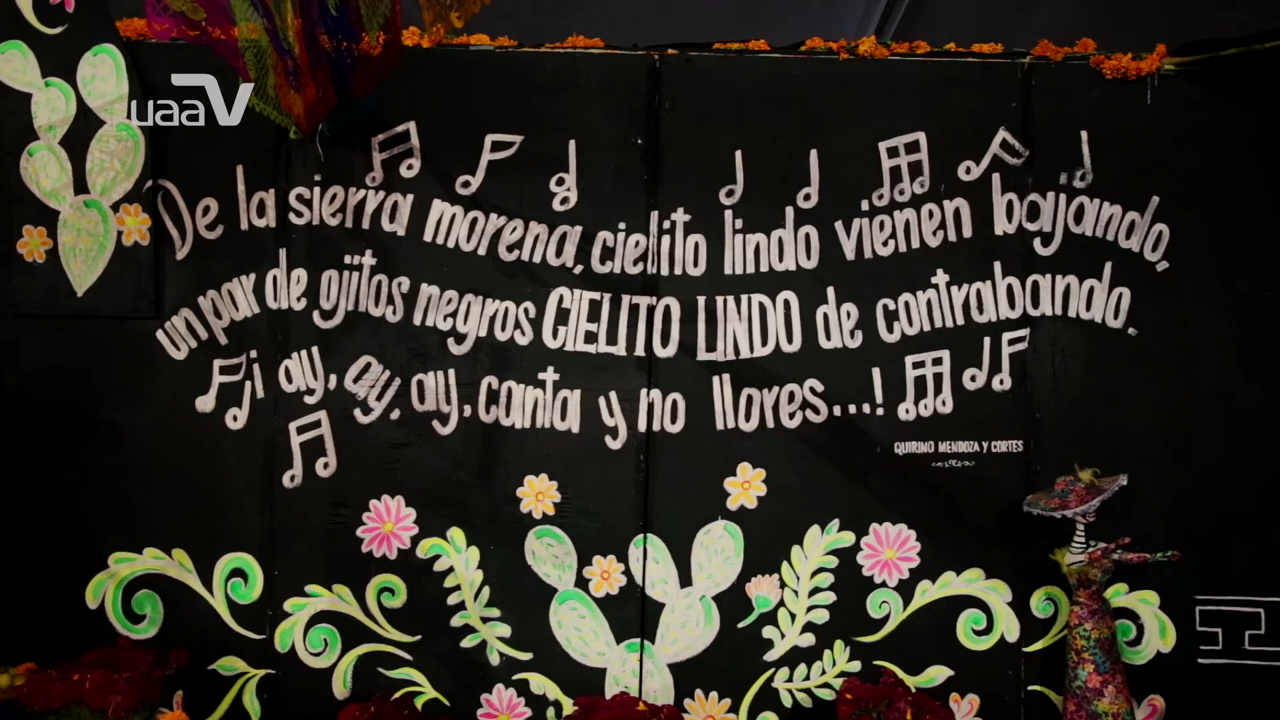 uaaV
De la sierra morena, cielito lindo vienen bajando,
un par de ojitos negros CIELITO LINDO de contrabando.
¡ ay, ay, ay, canta y no llores...!
QUIRINO MENDOZA Y CORTES